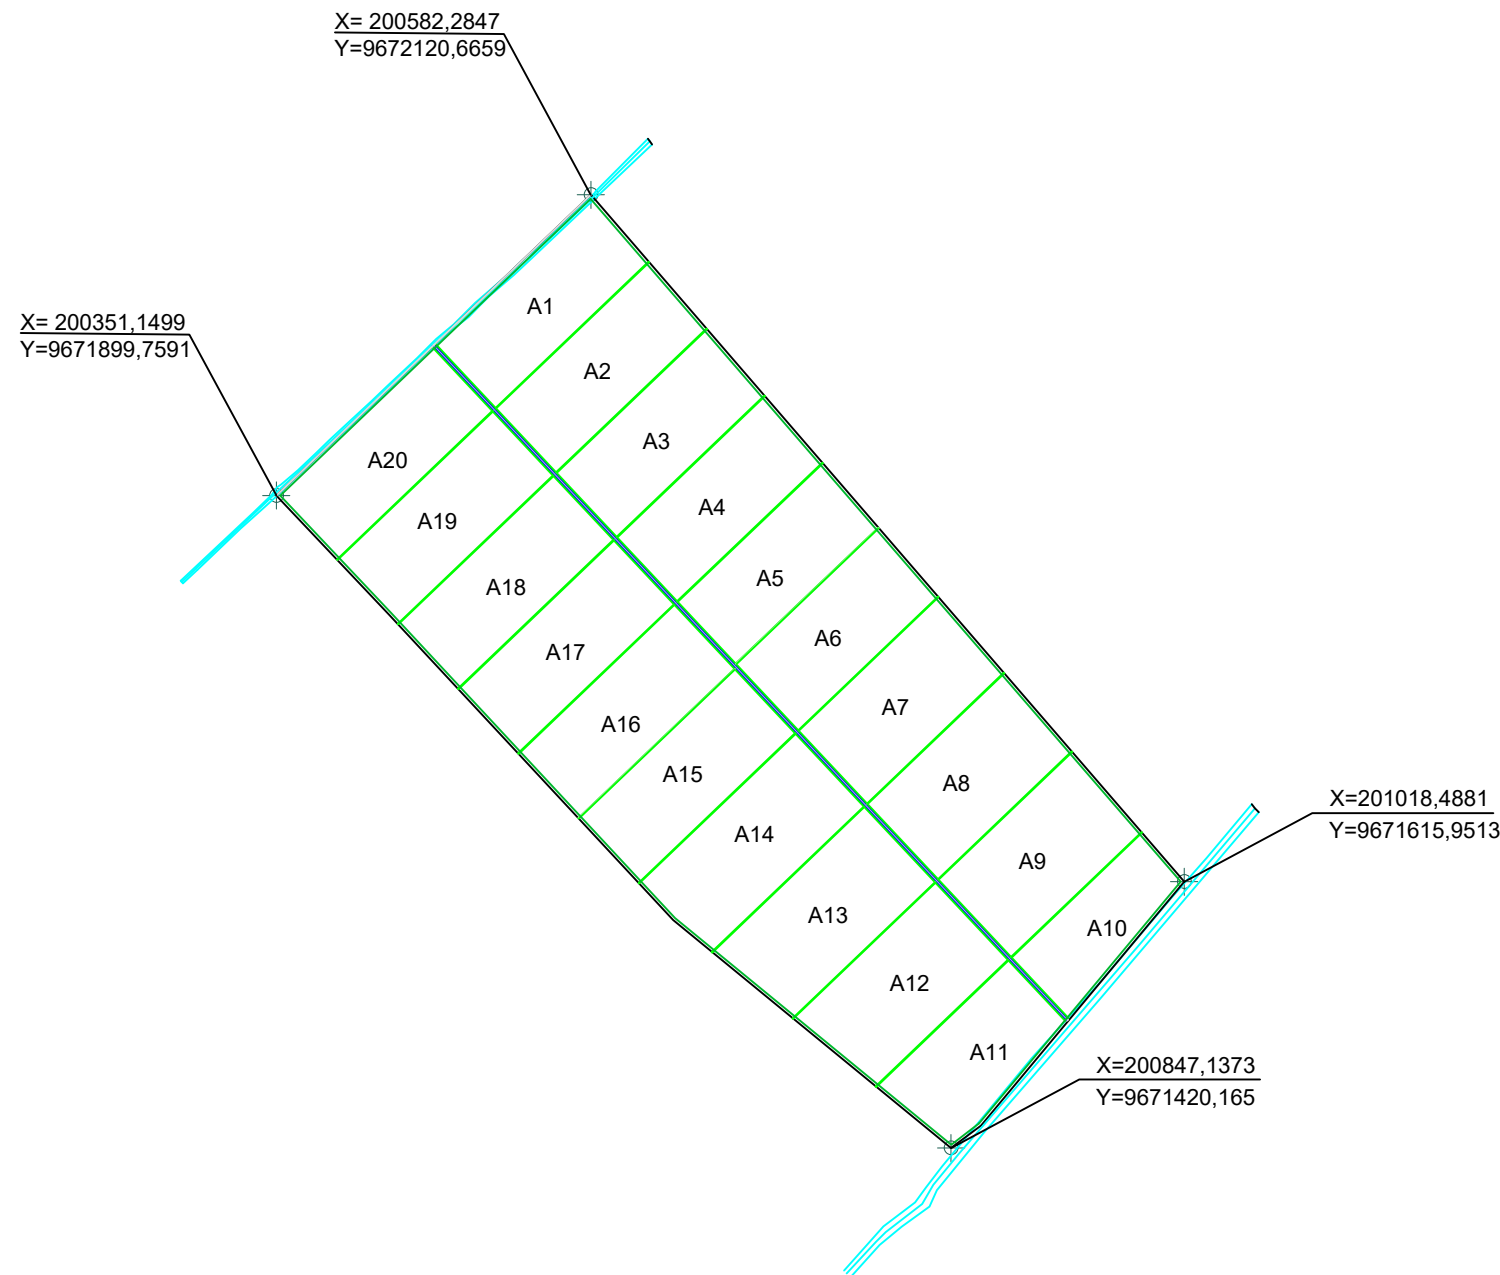 X= 200582,2847
Y=9672120,6659
X= 200351,1499
Y=9671899,7591
A1
A2
A3
A20
A4
A19
A5
A18
A6
A17
A7
A16
A15
A8
X=201018,4881
Y=9671615,9513
A14
A9
A13
A10
A12
A11
X=200847,1373
Y=9671420,165